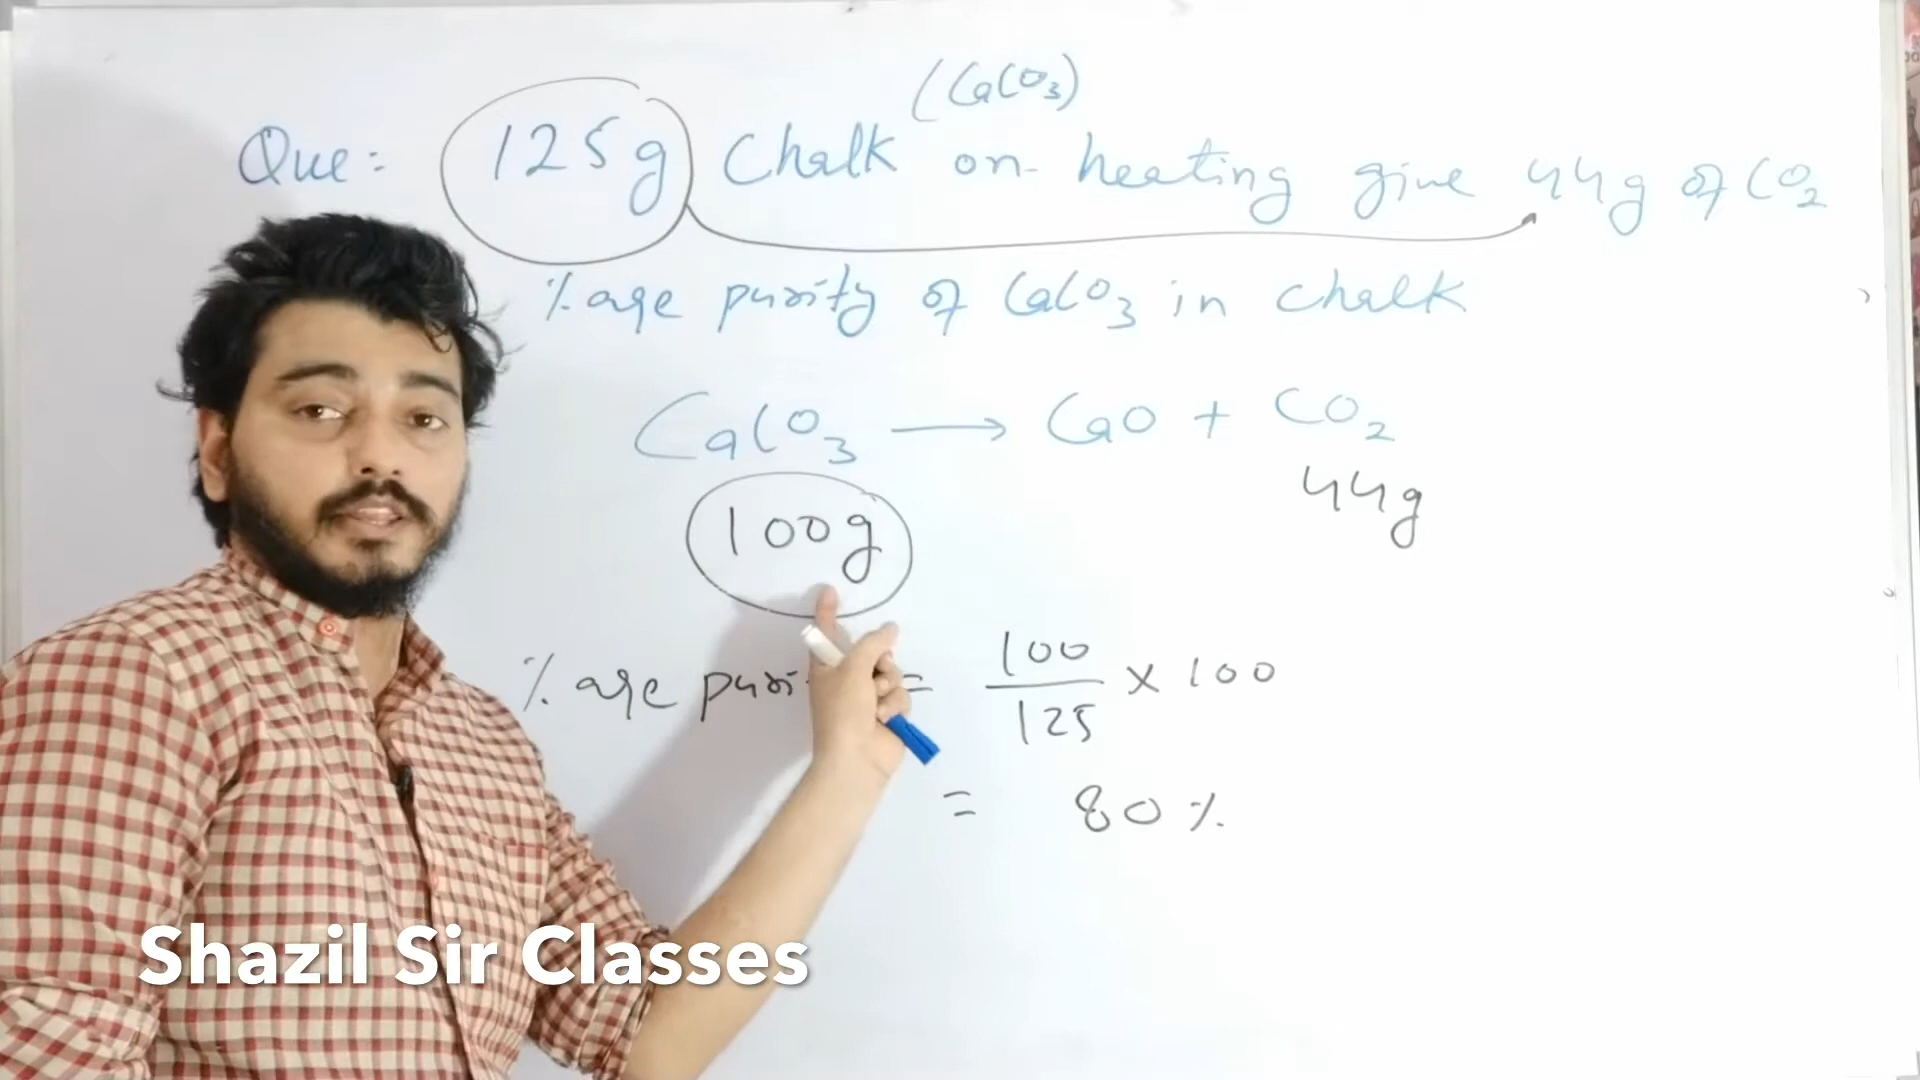 (CaCO3)
Que: 125g Chalk on heating give 44g of CO2
%age purity of CaCO3 in chalk
CaCO3 → CaO + CO2
100g 44g
%age puri = 100/125 x 100
= 80%
Shazil Sir Classes